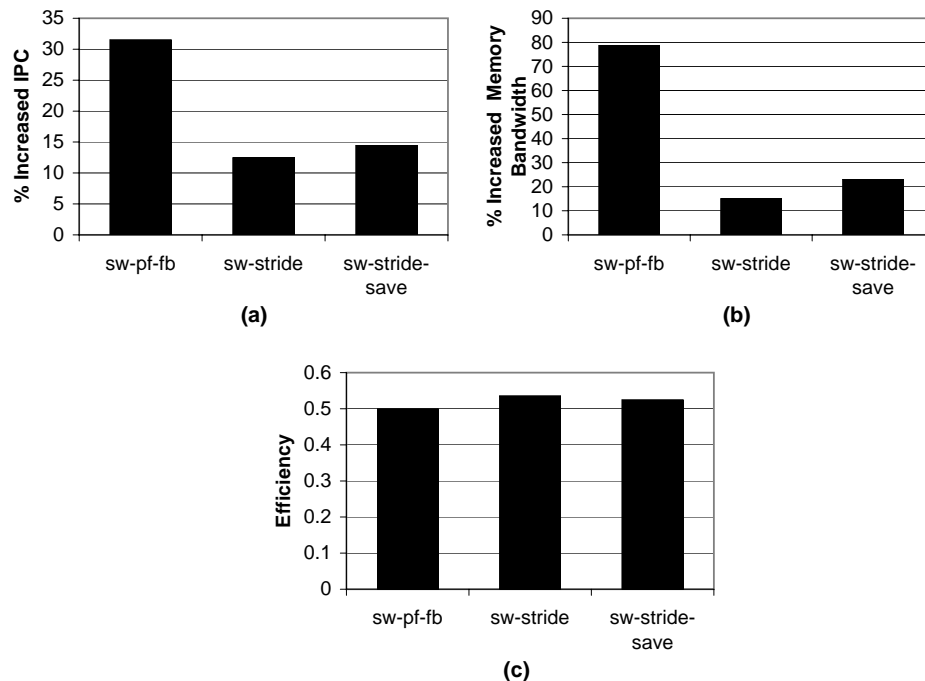 % Increased IPC
35
30
25
20
15
10
5
0
sw-pf-fb sw-stride sw-stride-
save
(a)
% Increased Memory
Bandwidth
90
80
70
60
50
40
30
20
10
0
sw-pf-fb sw-stride sw-stride-
save
(b)
Efficiency
0.6
0.5
0.4
0.3
0.2
0.1
0
sw-pf-fb sw-stride sw-stride-
save
(c)